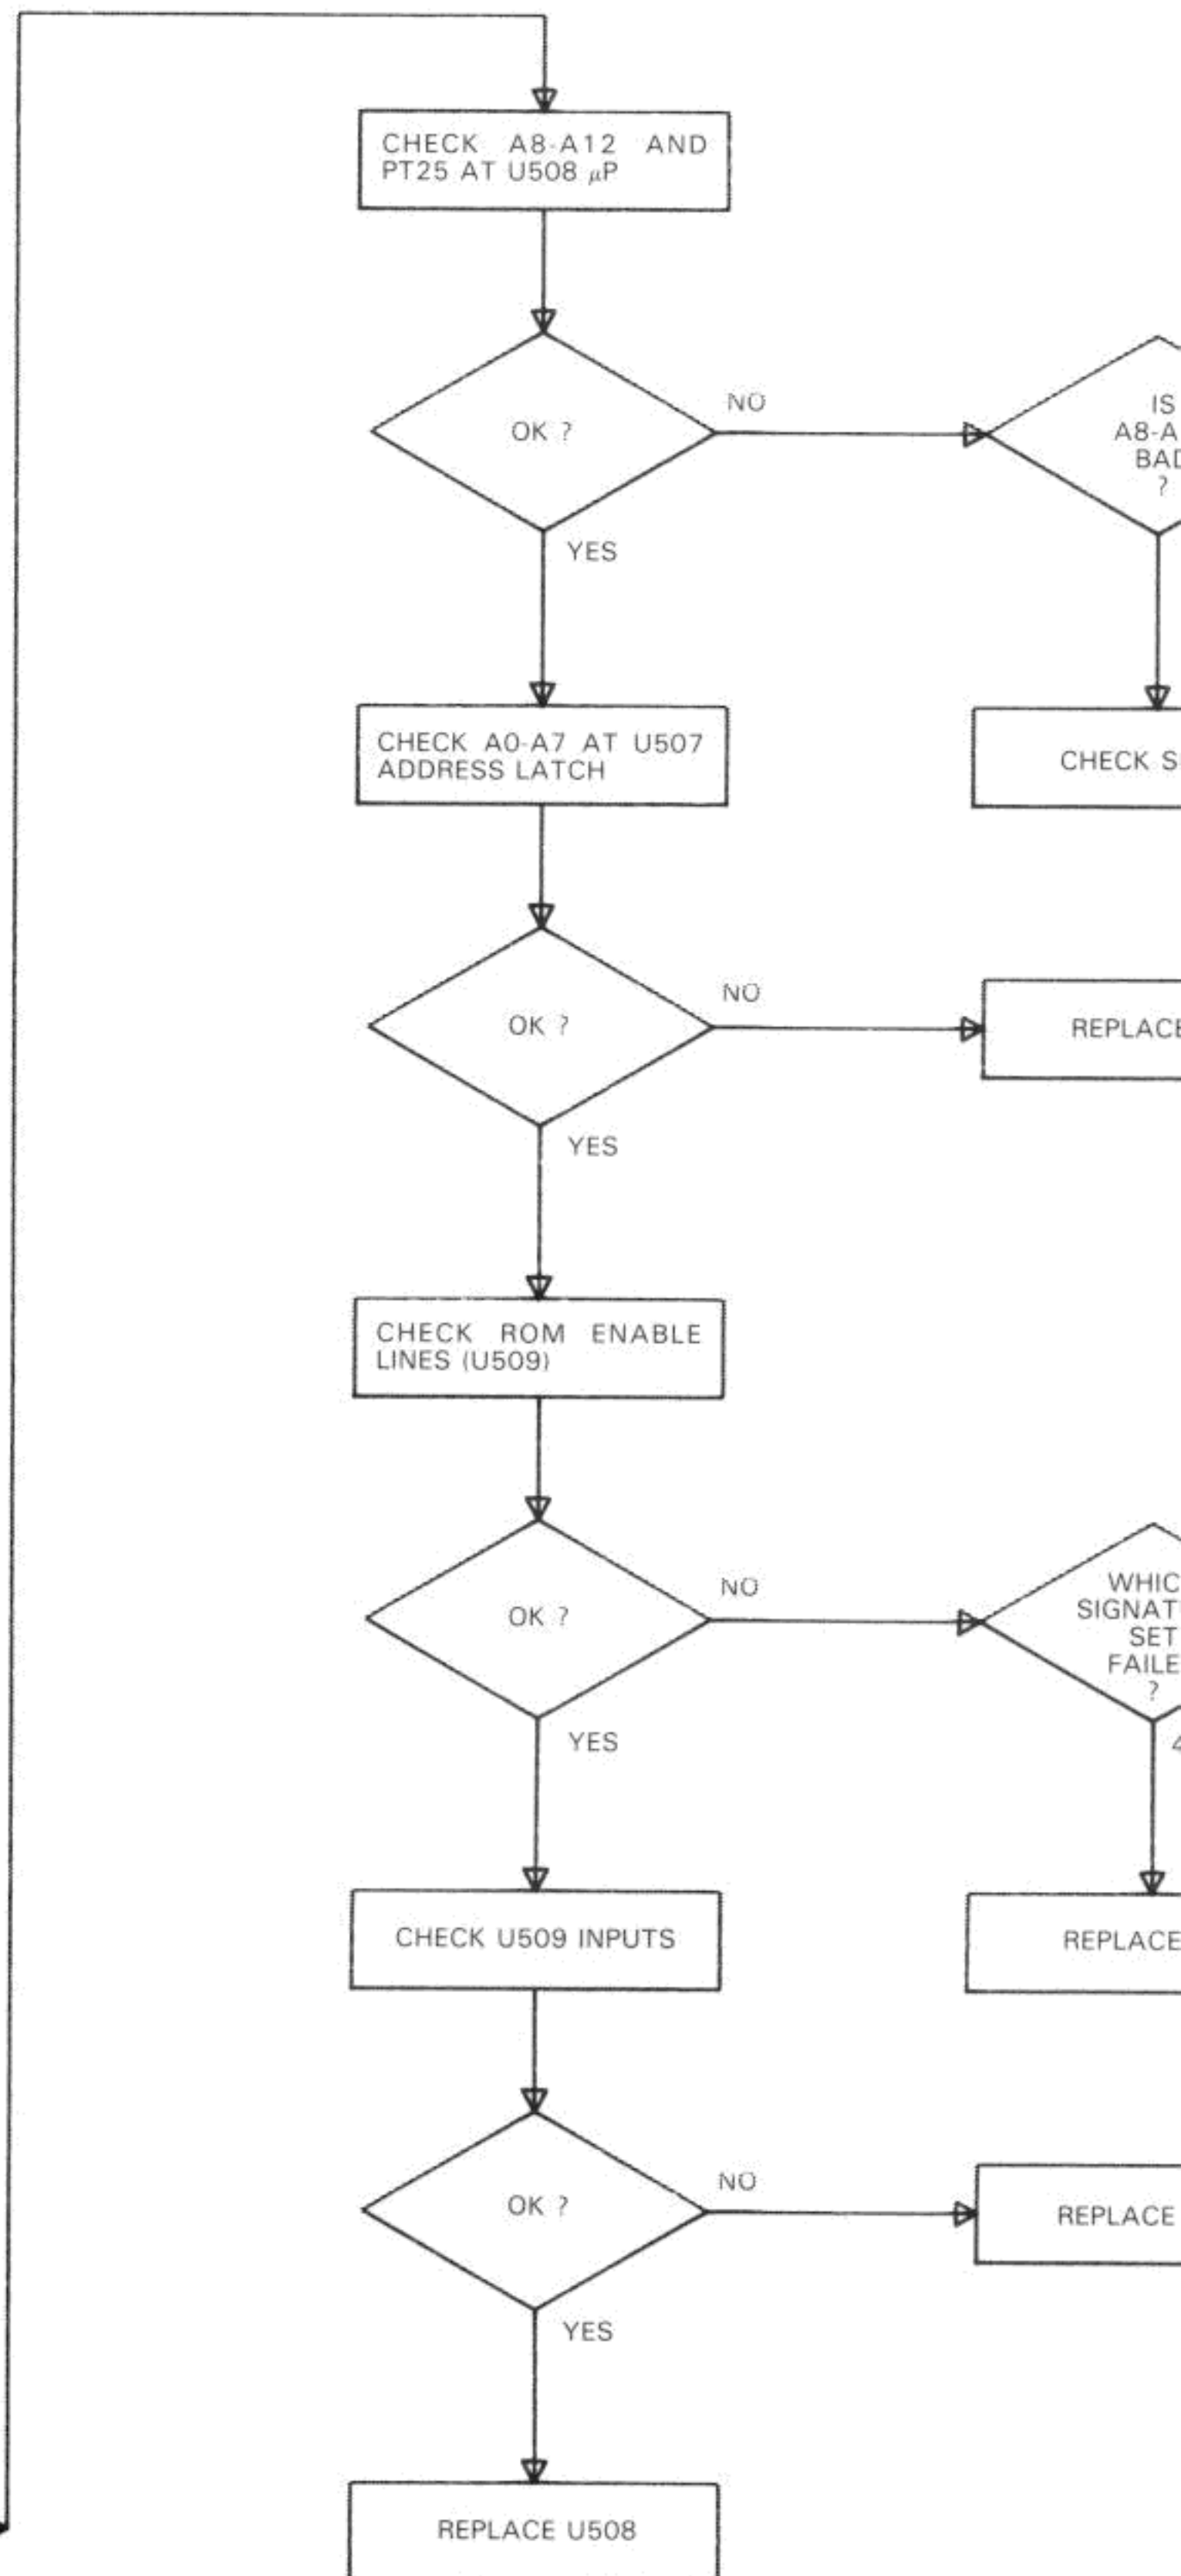 CHECK A8-A12 AND
PT25 AT U508 μP
OK ?
NO
IS
BAD
?
YES
CHECK A0-A7 AT U507
ADDRESS LATCH
CHECK
OK ?
NO
REPLACE
YES
CHECK ROM ENABLE
LINES (U509)
OK ?
NO
SET
?
YES
CHECK U509 INPUTS
REPLACE
OK ?
NO
REPLACE
YES
REPLACE U508